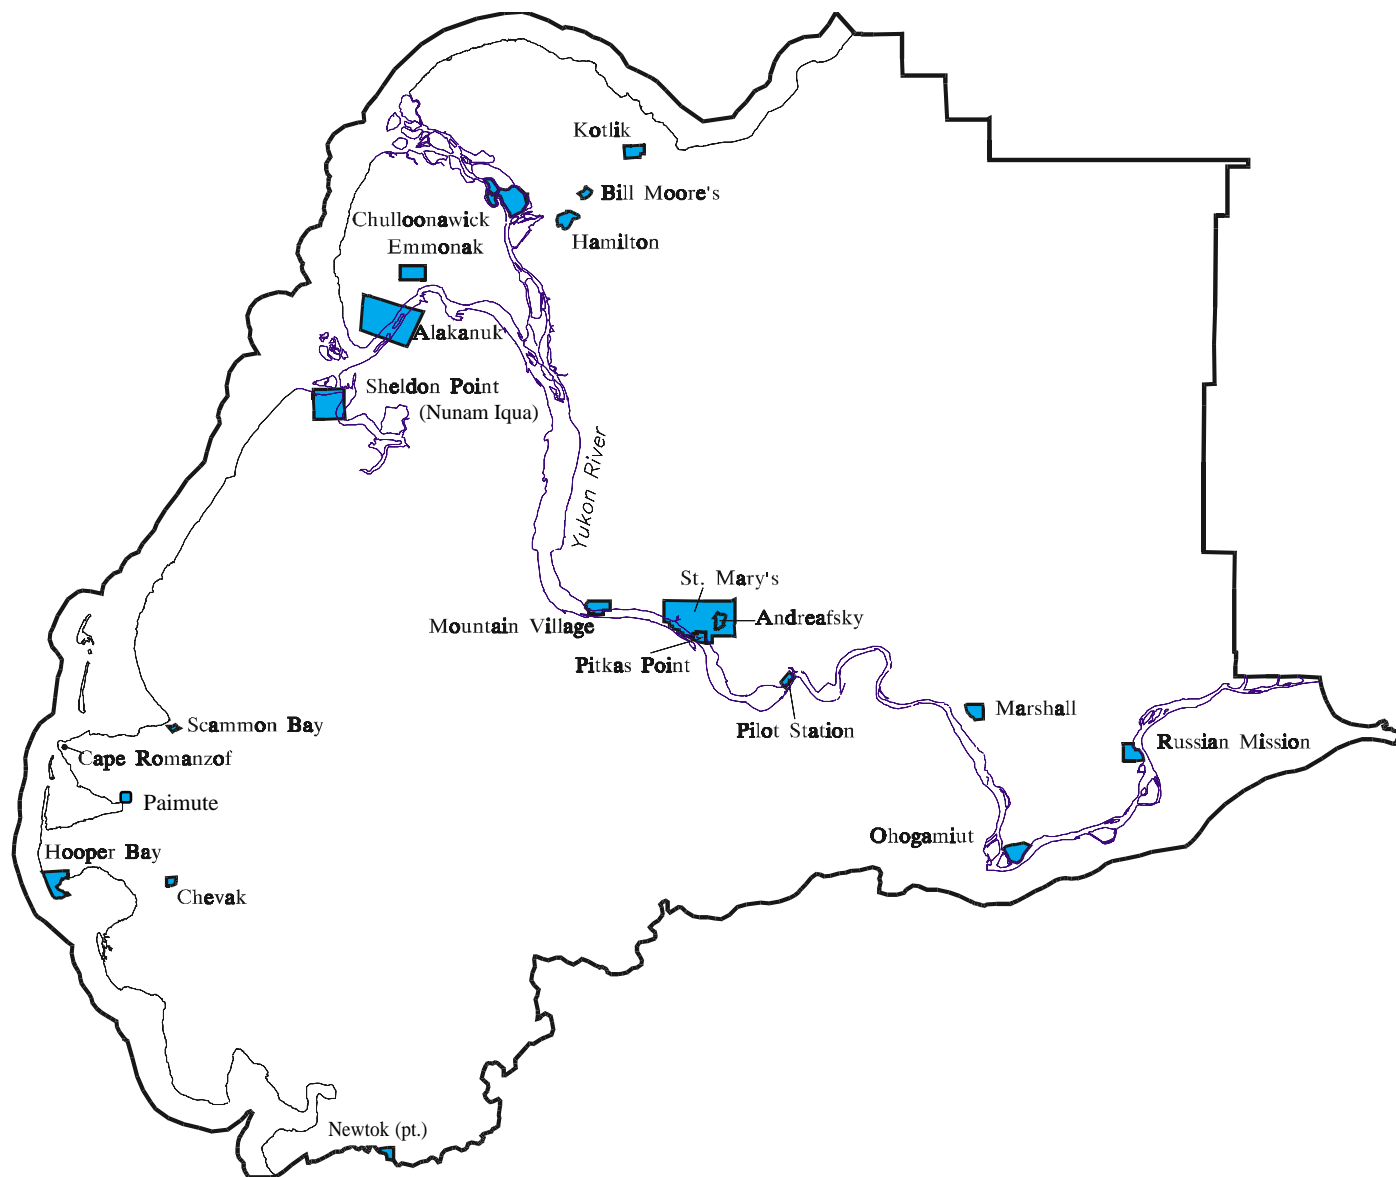 Kotlik
Bill Moore's
Chulloonawick
Hamilton
Emmonak
Alakanuk
Sheldon Point
(Nunam Iqua)
Yukon River
St. Mary's
Andreafsky
Mountain Village
Pitkas Point
Marshall
Scammon Bay
Pilot Station
Russian Mission
Cape Romanzof
Paimute
Ohogamiut
Hooper Bay
Chevak
Newtok (pt.)